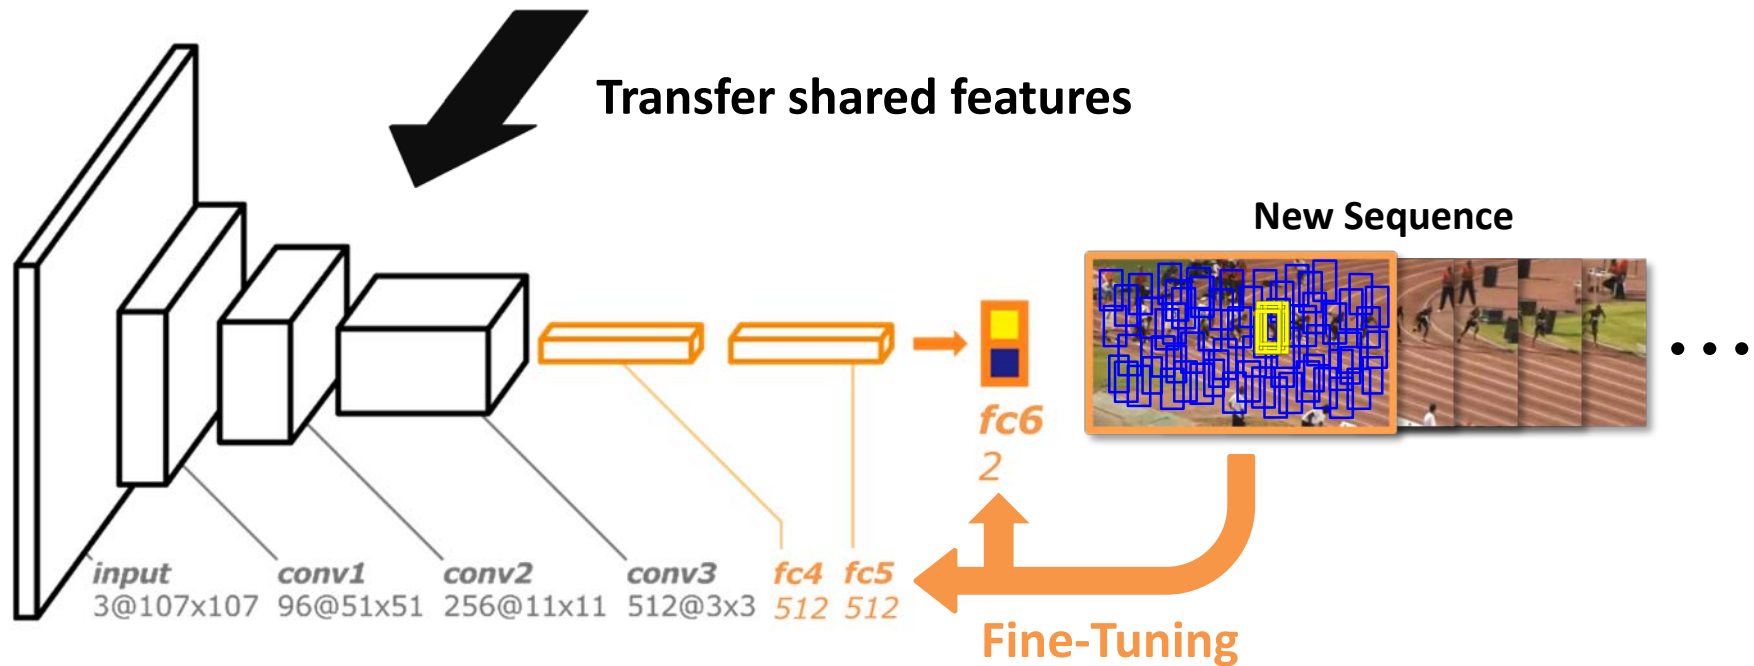 Transfer shared features
New Sequence
...
fc6
2
input conv1 conv2 conv3 fc4 fc5
3@107x107 96@51x51 256@11x11 512@3x3 512 512
Fine-Tuning